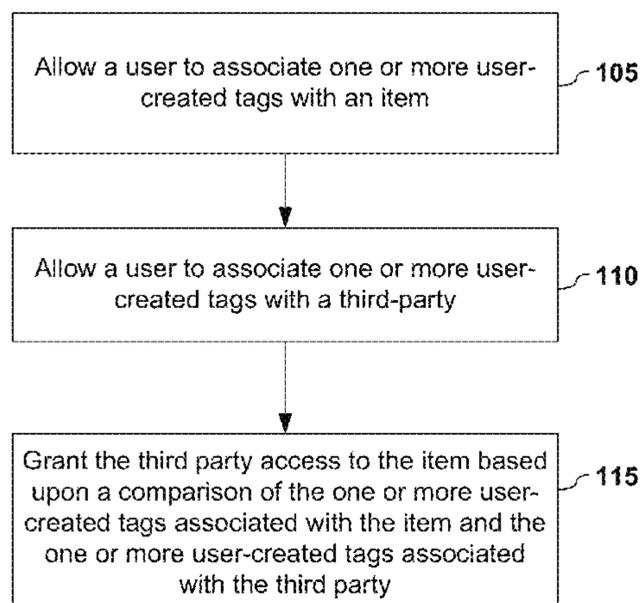 Allow a user to associate one or more user-
created tags with an item
105
Allow a user to associate one or more user-
created tags with a third-party
110
Grant the third party access to the item based
upon a comparison of the one or more user-
created tags associated with the item and the
one or more user-created tags associated
with the third party
115